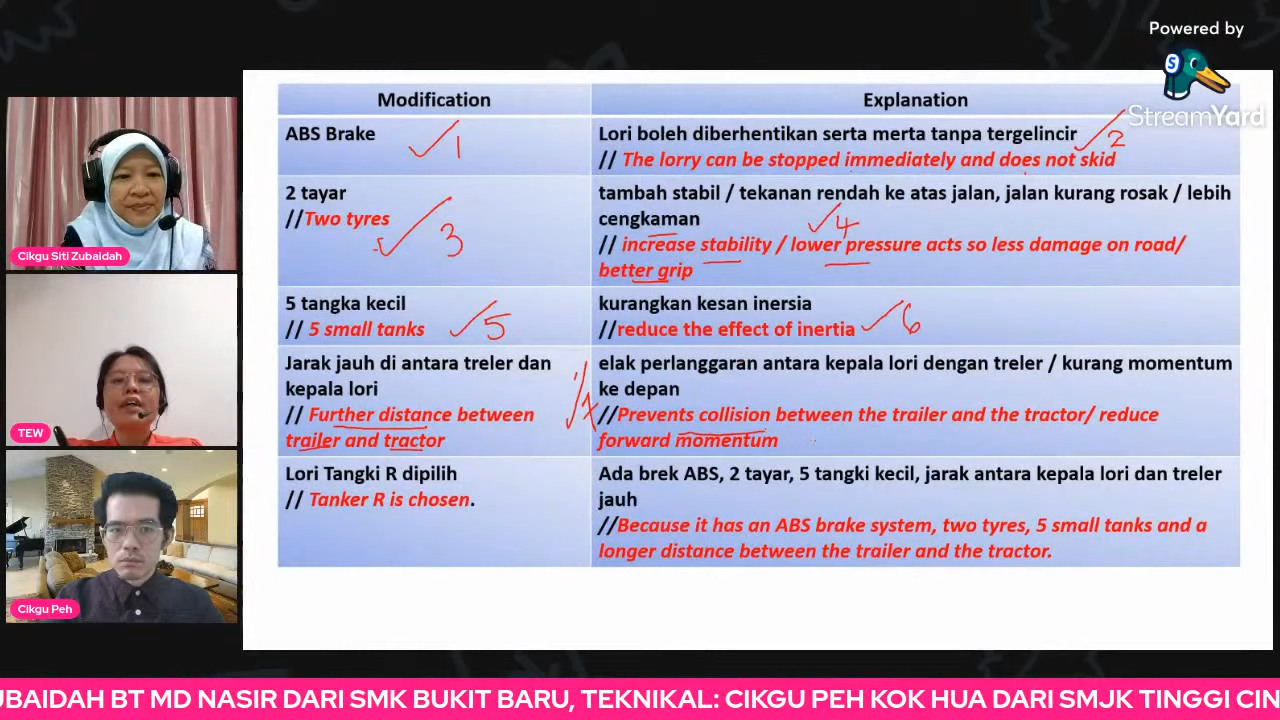 Powered by
StreamYard
Modification
Explanation
ABS Brake
1
Lori boleh diberhentikan serta merta tanpa tergelincir
2
// The lorry can be stopped immediately and does not skid
2 tayar
//Two tyres
3
tambah stabil / tekanan rendah ke atas jalan, jalan kurang rosak / lebih
cengkaman
4
// increase stability / lower pressure acts so less damage on road/
better grip
5 tangka kecil
// 5 small tanks
5
kurangkan kesan inersia
//reduce the effect of inertia
6
Jarak jauh di antara treler dan
kepala lori
// Further distance between
trailer and tractor
7
elak perlanggaran antara kepala lori dengan treler / kurang momentum
ke depan
//Prevents collision between the trailer and the tractor/ reduce
forward momentum
Lori Tangki R dipilih
// Tanker R is chosen.
Ada brek ABS, 2 tayar, 5 tangki kecil, jarak antara kepala lori dan treler
jauh
//Because it has an ABS brake system, two tyres, 5 small tanks and a
longer distance between the trailer and the tractor.
Cikgu Siti Zubaidah
TEW
Cikgu Peh
UBAIDAH BT MD NASIR DARI SMK BUKIT BARU, TEKNIKAL: CIKGU PEH KOK HUA DARI SMJK TINGGI CIN